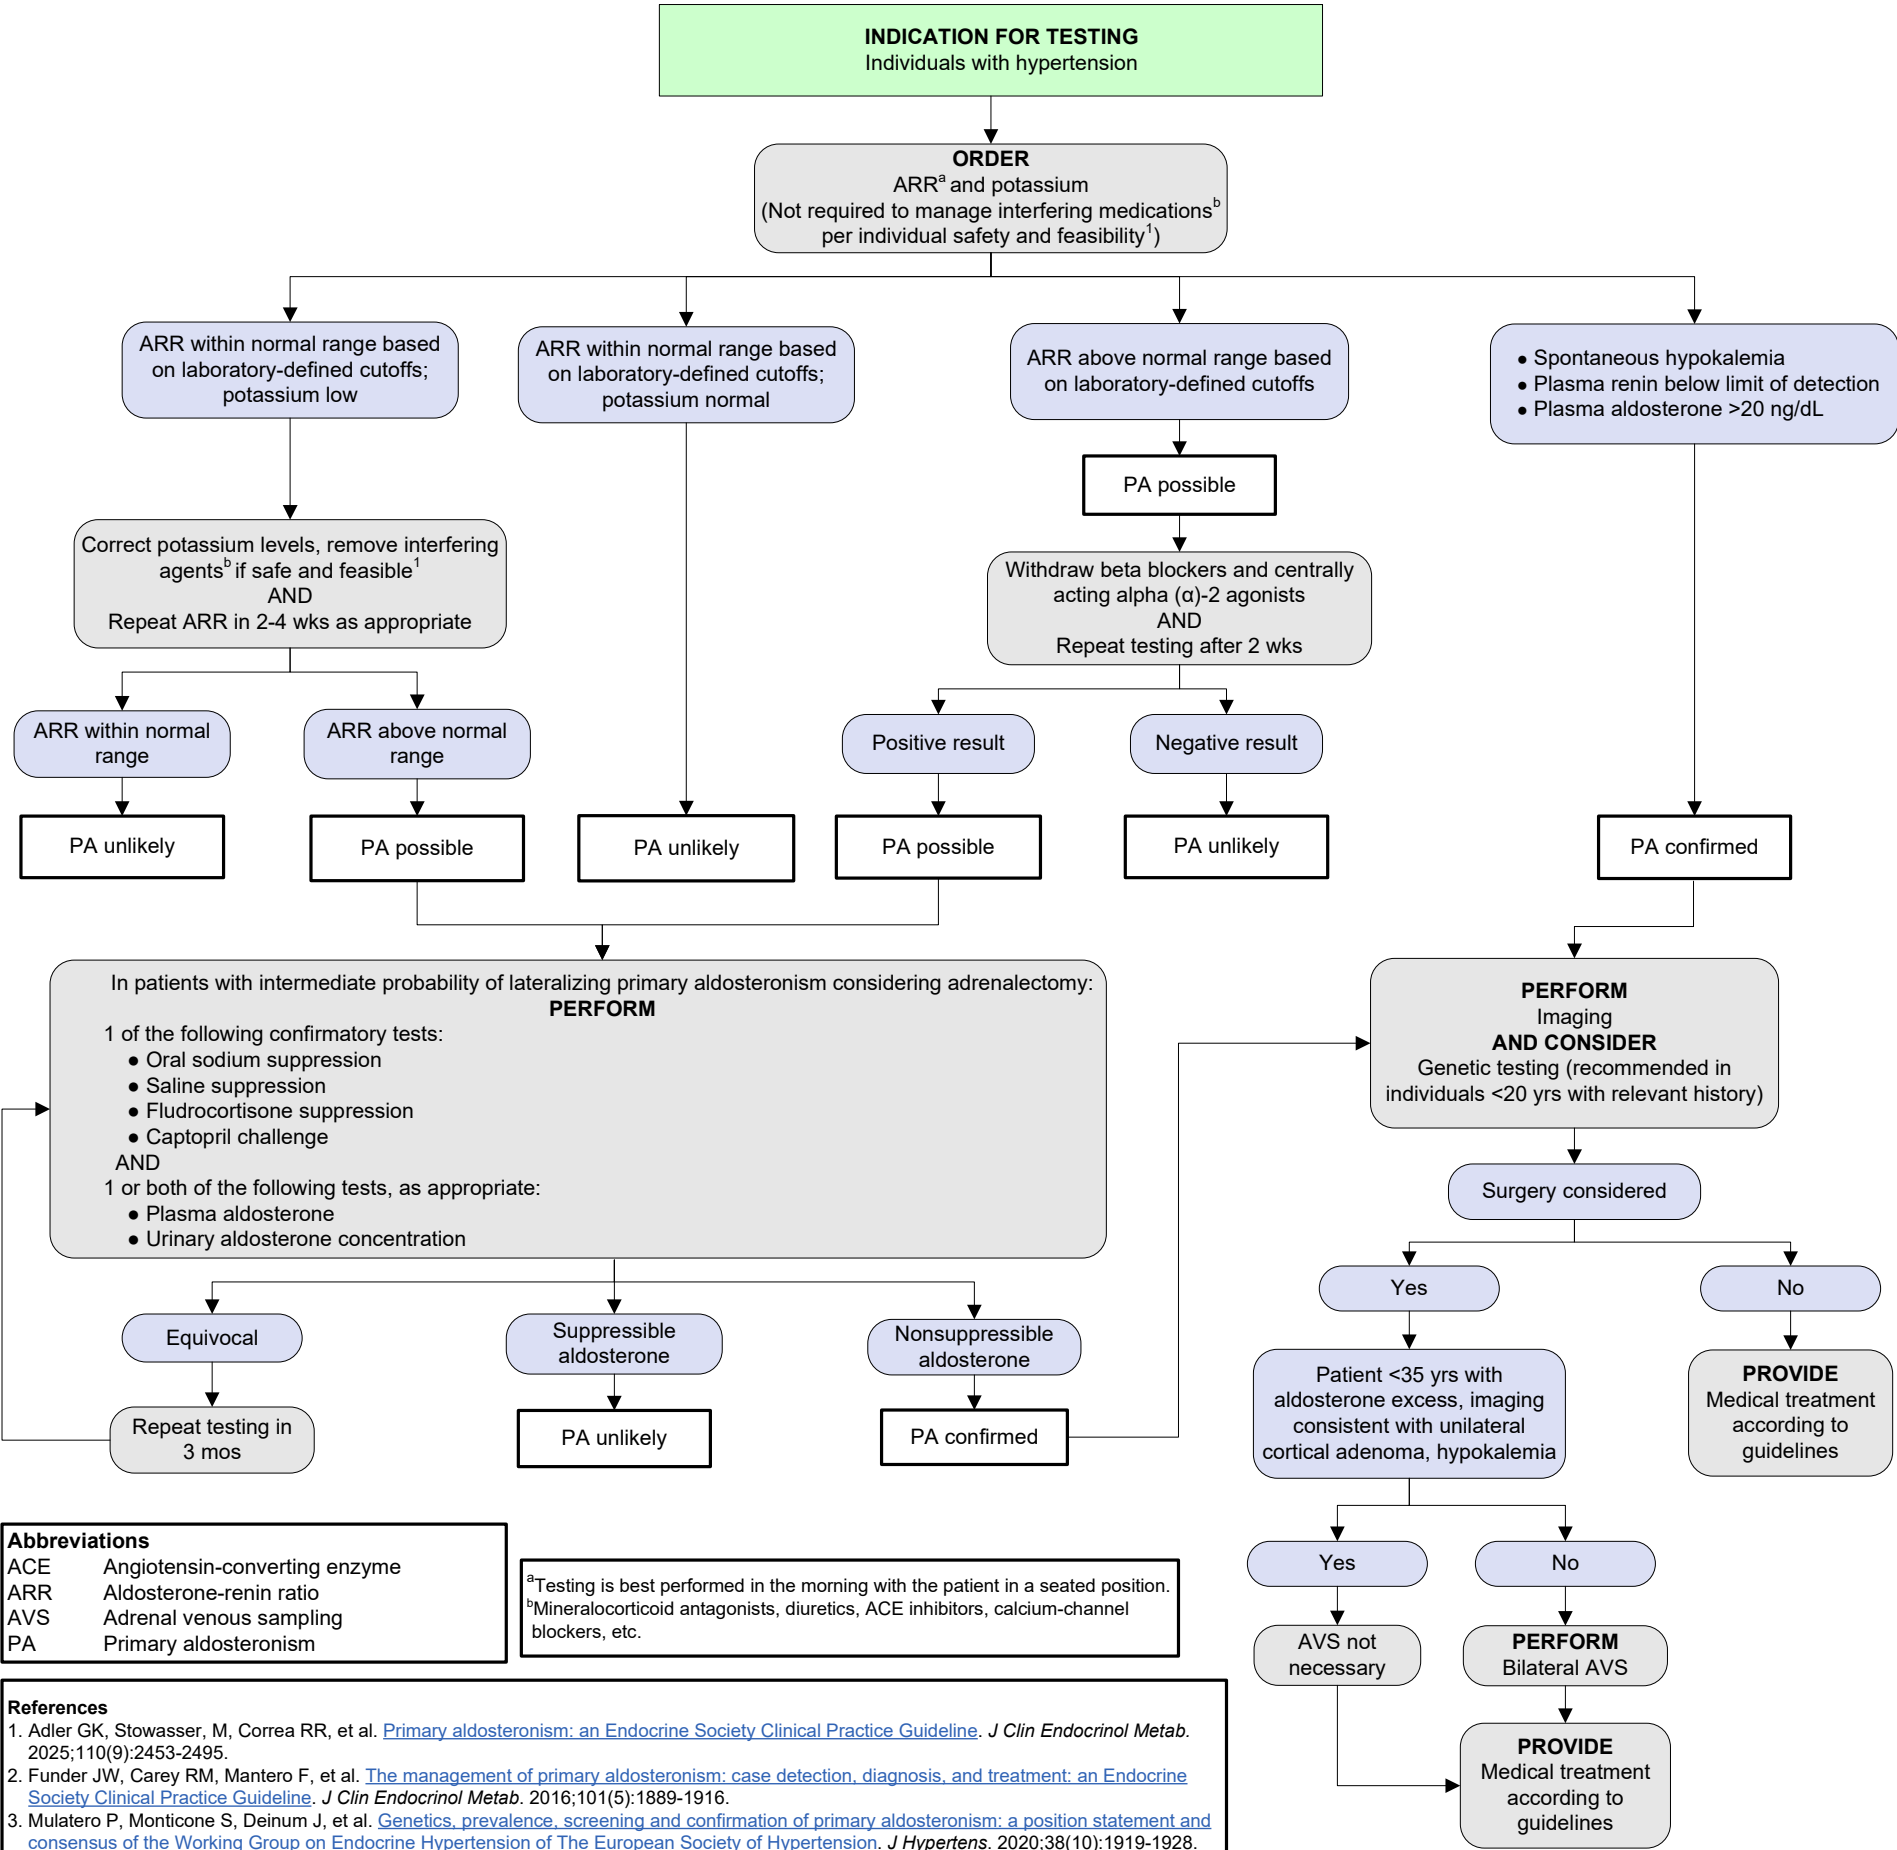 INDICATION FOR TESTING
Individuals with hypertension
ORDER
ARRa and potassium
(Not required to manage interfering medicationsb
per individual safety and feasibility1)
ARR within normal range based
on laboratory-defined cutoffs;
potassium low
ARR within normal range based
on laboratory-defined cutoffs;
potassium normal
ARR above normal range based
on laboratory-defined cutoffs
● Spontaneous hypokalemia
● Plasma renin below limit of detection
● Plasma aldosterone >20 ng/dL
PA possible
Correct potassium levels, remove interfering
agentsb if safe and feasible1
AND
Repeat ARR in 2-4 wks as appropriate
Withdraw beta blockers and centrally
acting alpha (α)-2 agonists
AND
Repeat testing after 2 wks
ARR within normal
range
ARR above normal
range
Positive result
Negative result
PA unlikely
PA possible
PA unlikely
PA possible
PA unlikely
PA confirmed
In patients with intermediate probability of lateralizing primary aldosteronism considering adrenalectomy:
PERFORM
1 of the following confirmatory tests:
● Oral sodium suppression
● Saline suppression
● Fludrocortisone suppression
● Captopril challenge
AND
1 or both of the following tests, as appropriate:
● Plasma aldosterone
● Urinary aldosterone concentration
PERFORM
Imaging
AND CONSIDER
Genetic testing (recommended in
individuals <20 yrs with relevant history)
Surgery considered
Yes
No
Equivocal
Suppressible
aldosterone
Nonsuppressible
aldosterone
Repeat testing in
3 mos
PA unlikely
PA confirmed
Patient <35 yrs with
aldosterone excess, imaging
consistent with unilateral
cortical adenoma, hypokalemia
PROVIDE
Medical treatment
according to
guidelines
Yes
No
AVS not
necessary
PERFORM
Bilateral AVS
PROVIDE
Medical treatment
according to
guidelines
Abbreviations
ACE Angiotensin-converting enzyme
ARR Aldosterone-renin ratio
AVS Adrenal venous sampling
PA Primary aldosteronism
aTesting is best performed in the morning with the patient in a seated position.
bMineralocorticoid antagonists, diuretics, ACE inhibitors, calcium-channel
blockers, etc.
References
1. Adler GK, Stowasser, M, Correa RR, et al. Primary aldosteronism: an Endocrine Society Clinical Practice Guideline. J Clin Endocrinol Metab.
2025;110(9):2453-2495.
2. Funder JW, Carey RM, Mantero F, et al. The management of primary aldosteronism: case detection, diagnosis, and treatment: an Endocrine
Society Clinical Practice Guideline. J Clin Endocrinol Metab. 2016;101(5):1889-1916.
3. Mulatero P, Monticone S, Deinum J, et al. Genetics, prevalence, screening and confirmation of primary aldosteronism: a position statement and
consensus of the Working Group on Endocrine Hypertension of The European Society of Hypertension. J Hypertens. 2020;38(10):1919-1928.